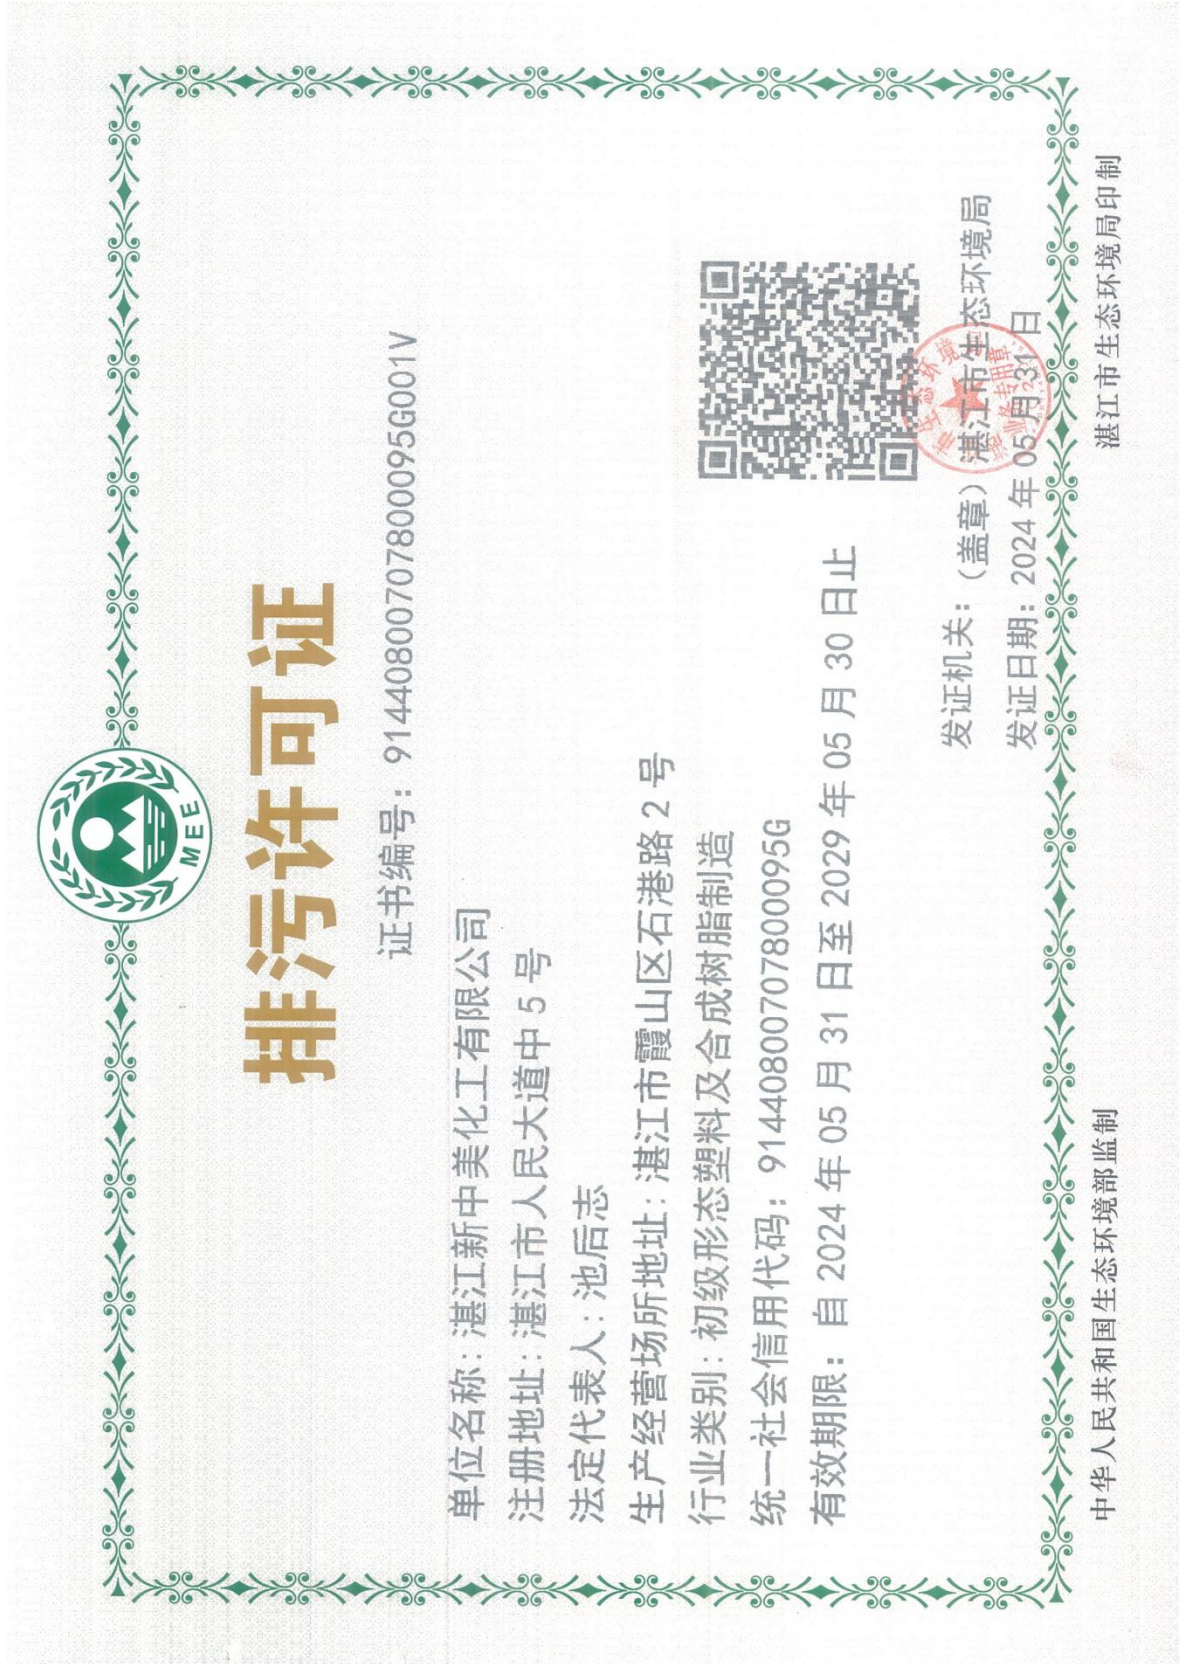 MEE
排污许可证
证书编号：91440800707800095G001V
单位名称：湛江新中美化工有限公司
注册地址：湛江市人民大道中5号
法定代表人：池后志
生产经营场所地址：湛江市霞山区石港路2号
行业类别：初级形态塑料及合成树脂制造
统一社会信用代码：91440800707800095G
有效期限：自2024年05月31日至2029年05月30日止
发证机关：（盖章）湛江市生态环境局
发证日期：2024年05月31日
中华人民共和国生态环境部监制
湛江市生态环境局印制